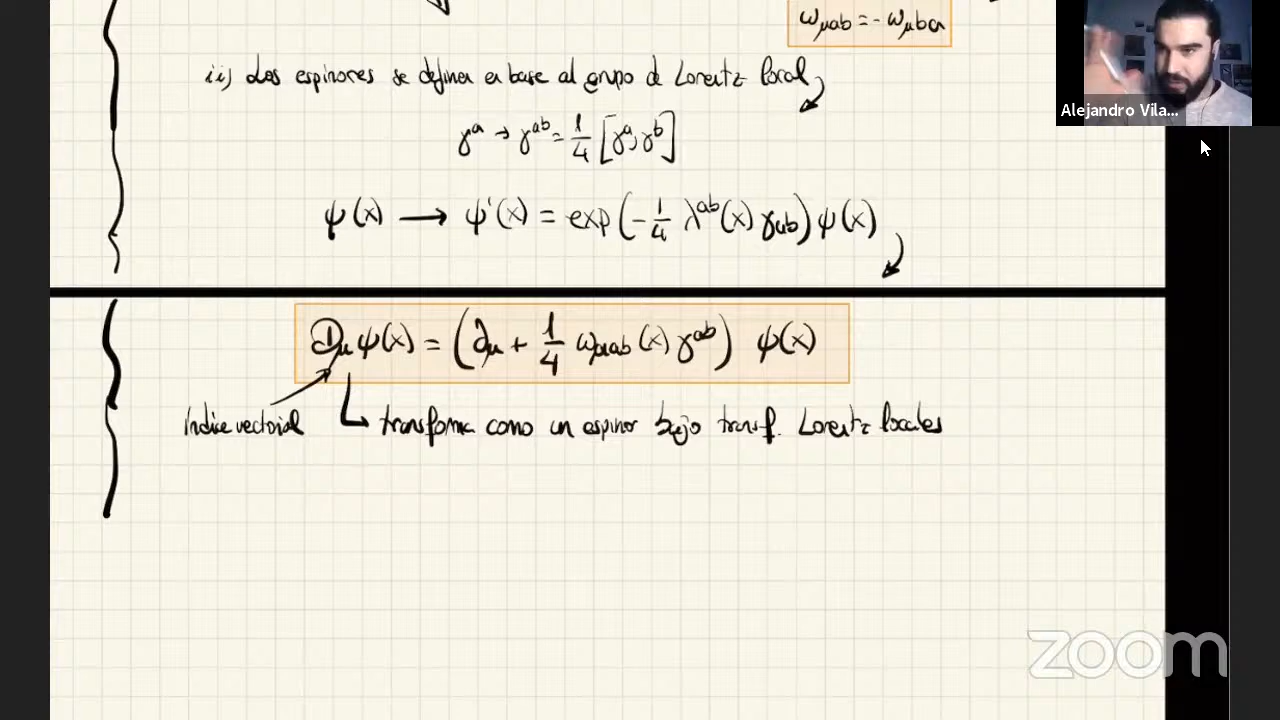 ω_μab = -ω_μba
Alejandro Vila...
ii) Los espinores se definen en base al grupo de Lorentz local
γ^a → γ^ab = 1/4 [γ^a, γ^b]
ψ(x) → ψ'(x) = exp(-1/4 λ^ab(x) γ_ab) ψ(x)
D_μ ψ(x) = (∂_μ + 1/4 ω_μab(x) γ^ab) ψ(x)
Índice vectorial
↳ transforma como un espinor bajo transf. Lorentz locales
zoom